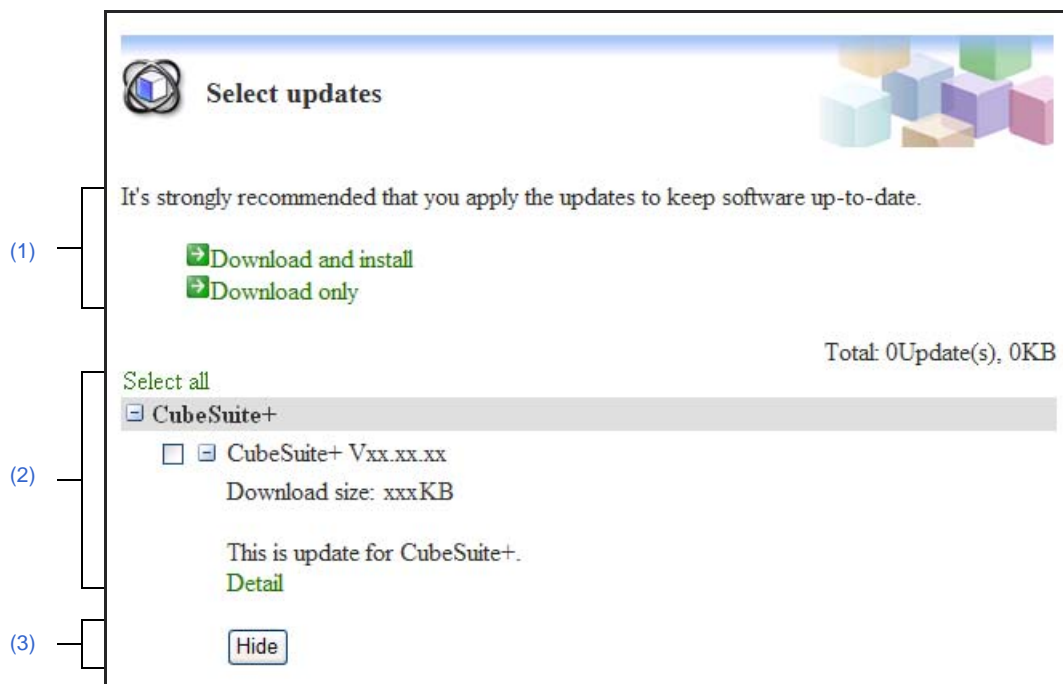 Select updates
(1)
It's strongly recommended that you apply the updates to keep software up-to-date.
Download and install
Download only
Total: 0Update(s), 0KB
(2)
Select all
CubeSuite+
CubeSuite+ Vxx.xx.xx
Download size: xxxKB
This is update for CubeSuite+.
Detail
(3)
Hide